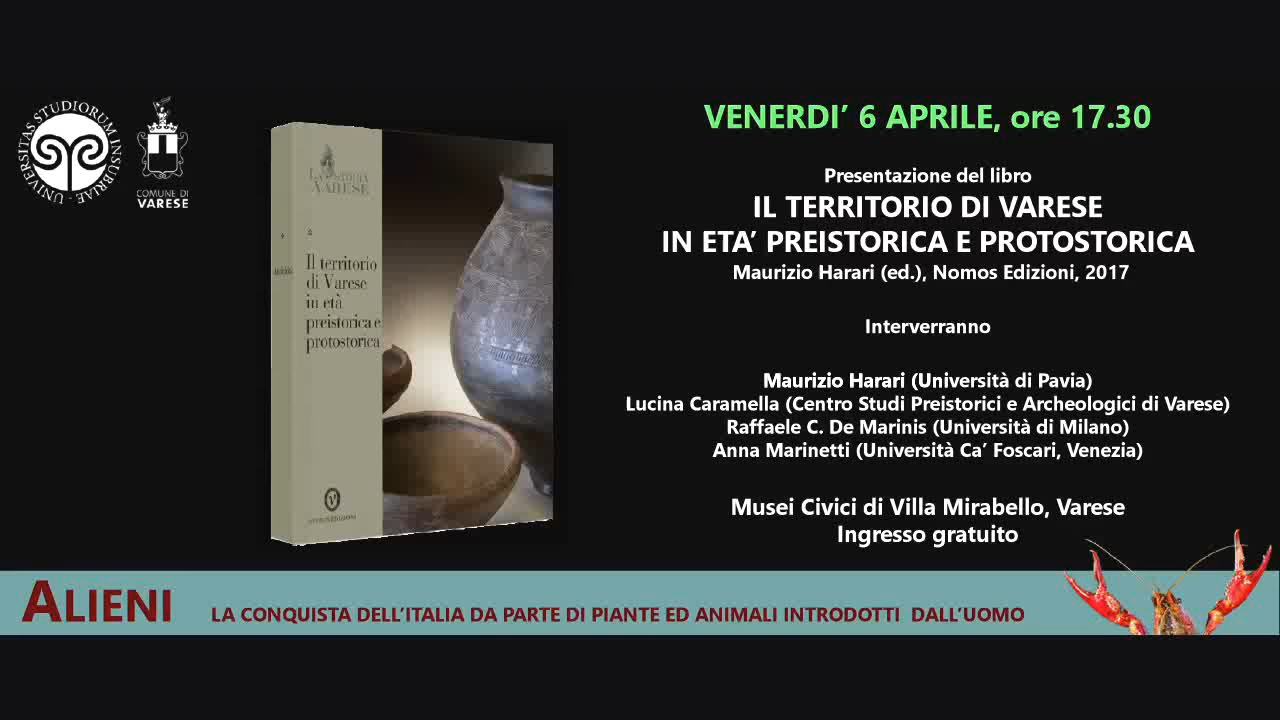 UNIVERSITAS STUDIORUM INSUBRIAE
COMUNE DI
VARESE
LA STORIA
VARESE
Il territorio
di Varese
in età
preistorica e
protostorica
VENERDI’ 6 APRILE, ore 17.30
Presentazione del libro
IL TERRITORIO DI VARESE
IN ETA’ PREISTORICA E PROTOSTORICA
Maurizio Harari (ed.), Nomos Edizioni, 2017
Interverranno
Maurizio Harari (Università di Pavia)
Lucina Caramella (Centro Studi Preistorici e Archeologici di Varese)
Raffaele C. De Marinis (Università di Milano)
Anna Marinetti (Università Ca’ Foscari, Venezia)
Musei Civici di Villa Mirabello, Varese
Ingresso gratuito
ALIENI LA CONQUISTA DELL’ITALIA DA PARTE DI PIANTE ED ANIMALI INTRODOTTI DALL’UOMO